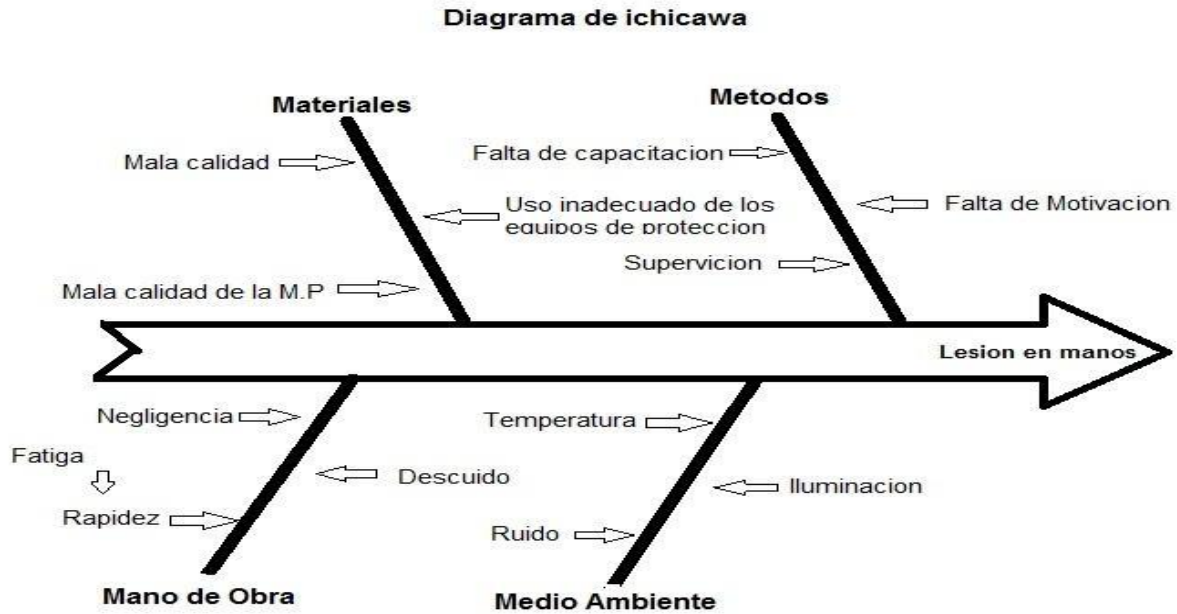 Diagrama de ichicawa
Materiales
Metodos
Mala calidad
Falta de capacitacion
Uso inadecuado de los
equipos de proteccion
Falta de Motivacion
Supervicion
Mala calidad de la M.P
Lesion en manos
Negligencia
Temperatura
Fatiga
Descuido
Iluminacion
Rapidez
Ruido
Mano de Obra
Medio Ambiente